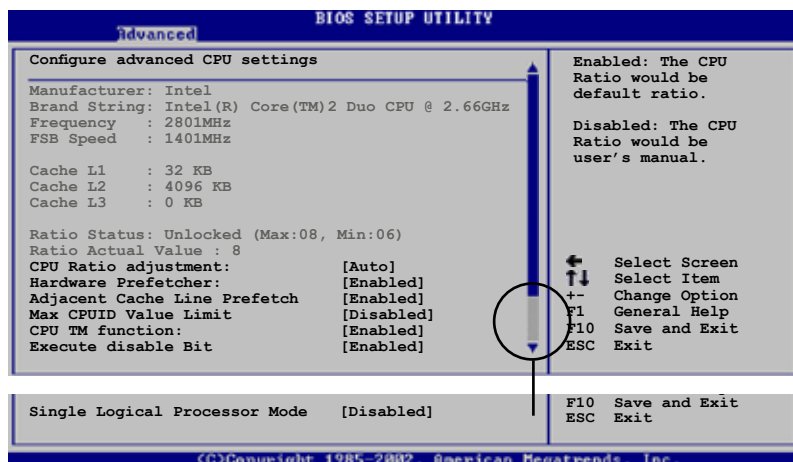 BIOS SETUP UTILITY
Advanced
Configure advanced CPU settings
Manufacturer: Intel
Brand String: Intel(R) Core(TM)2 Duo CPU @ 2.66GHz
Frequency : 2801MHz
FSB Speed : 1401MHz
Cache L1 : 32 KB
Cache L2 : 4096 KB
Cache L3 : 0 KB
Ratio Status: Unlocked (Max:08, Min:06)
Ratio Actual Value : 8
CPU Ratio adjustment: [Auto]
Hardware Prefetcher: [Enabled]
Adjacent Cache Line Prefetch [Enabled]
Max CPUID Value Limit [Disabled]
CPU TM function: [Enabled]
Execute disable Bit [Enabled]
Enabled: The CPU
Ratio would be
default ratio.
Disabled: The CPU
Ratio would be
user's manual.
Select Screen
Select Item
+- Change Option
F1 General Help
F10 Save and Exit
ESC Exit
Single Logical Processor Mode [Disabled]
F10 Save and Exit
ESC Exit
(C)Copyright 1985-2002, American Megatrends, Inc.